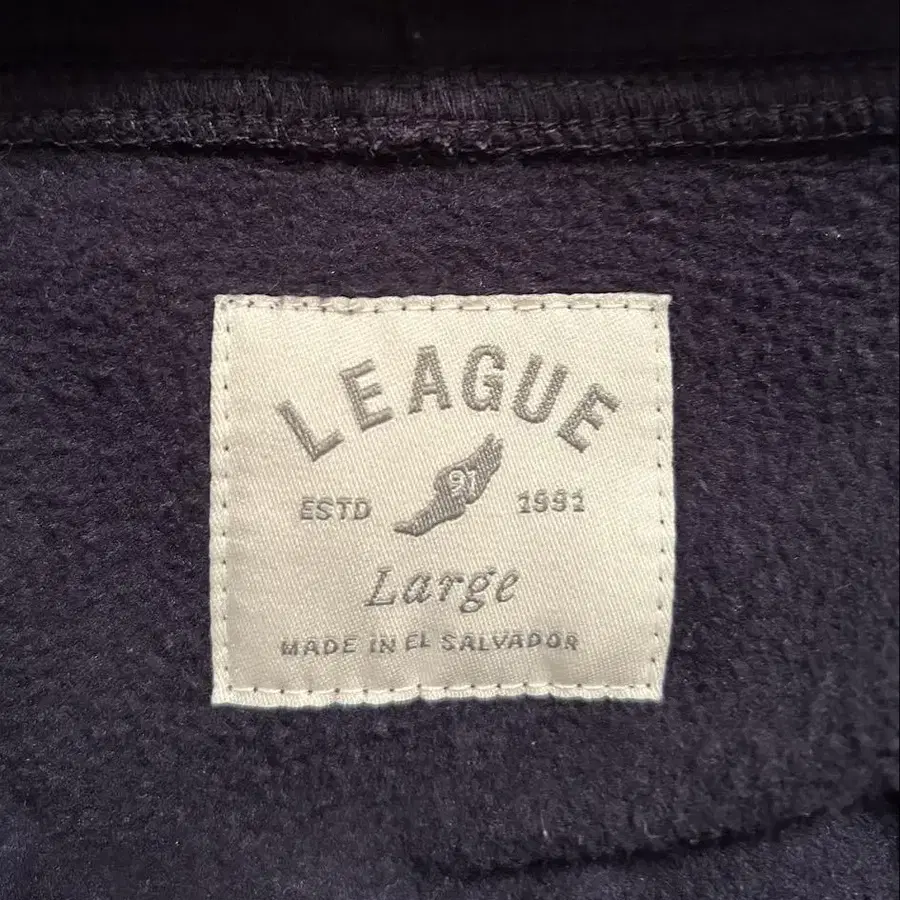 LEAGUE
91
ESTD 1991
Large
MADE IN EL SALVADOR